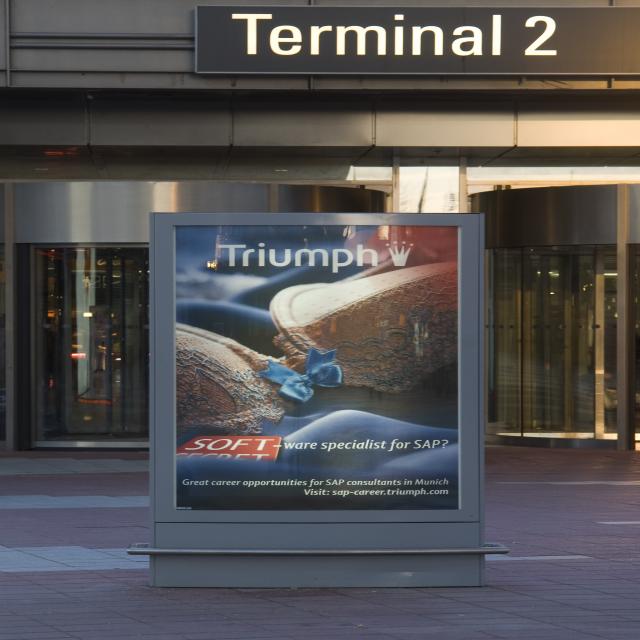 Terminal 2
Triumph
SOFT-ware specialist for SAP?
Great career opportunities for SAP consultants in Munich
Visit: sap-career.triumph.com